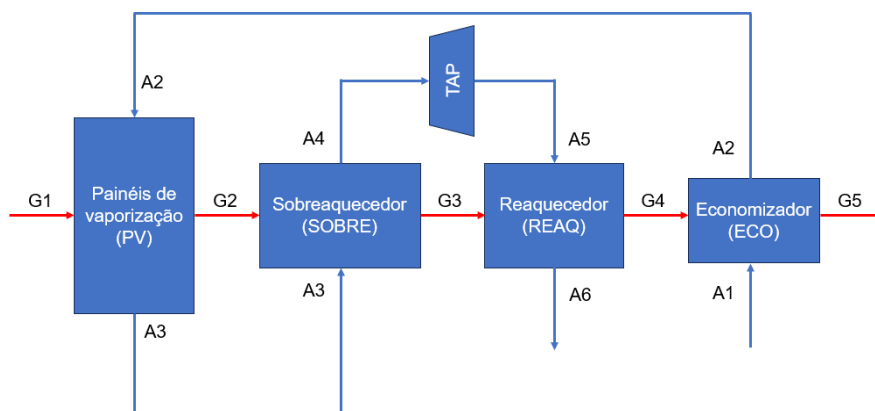 A2
TAP
A4
A5
A2
G1
Painéis de
vaporização
(PV)
G2
Sobreaquecedor
(SOBRE)
G3
Reaquecedor
(REAQ)
G4
Economizador
(ECO)
G5
A3
A3
A6
A1